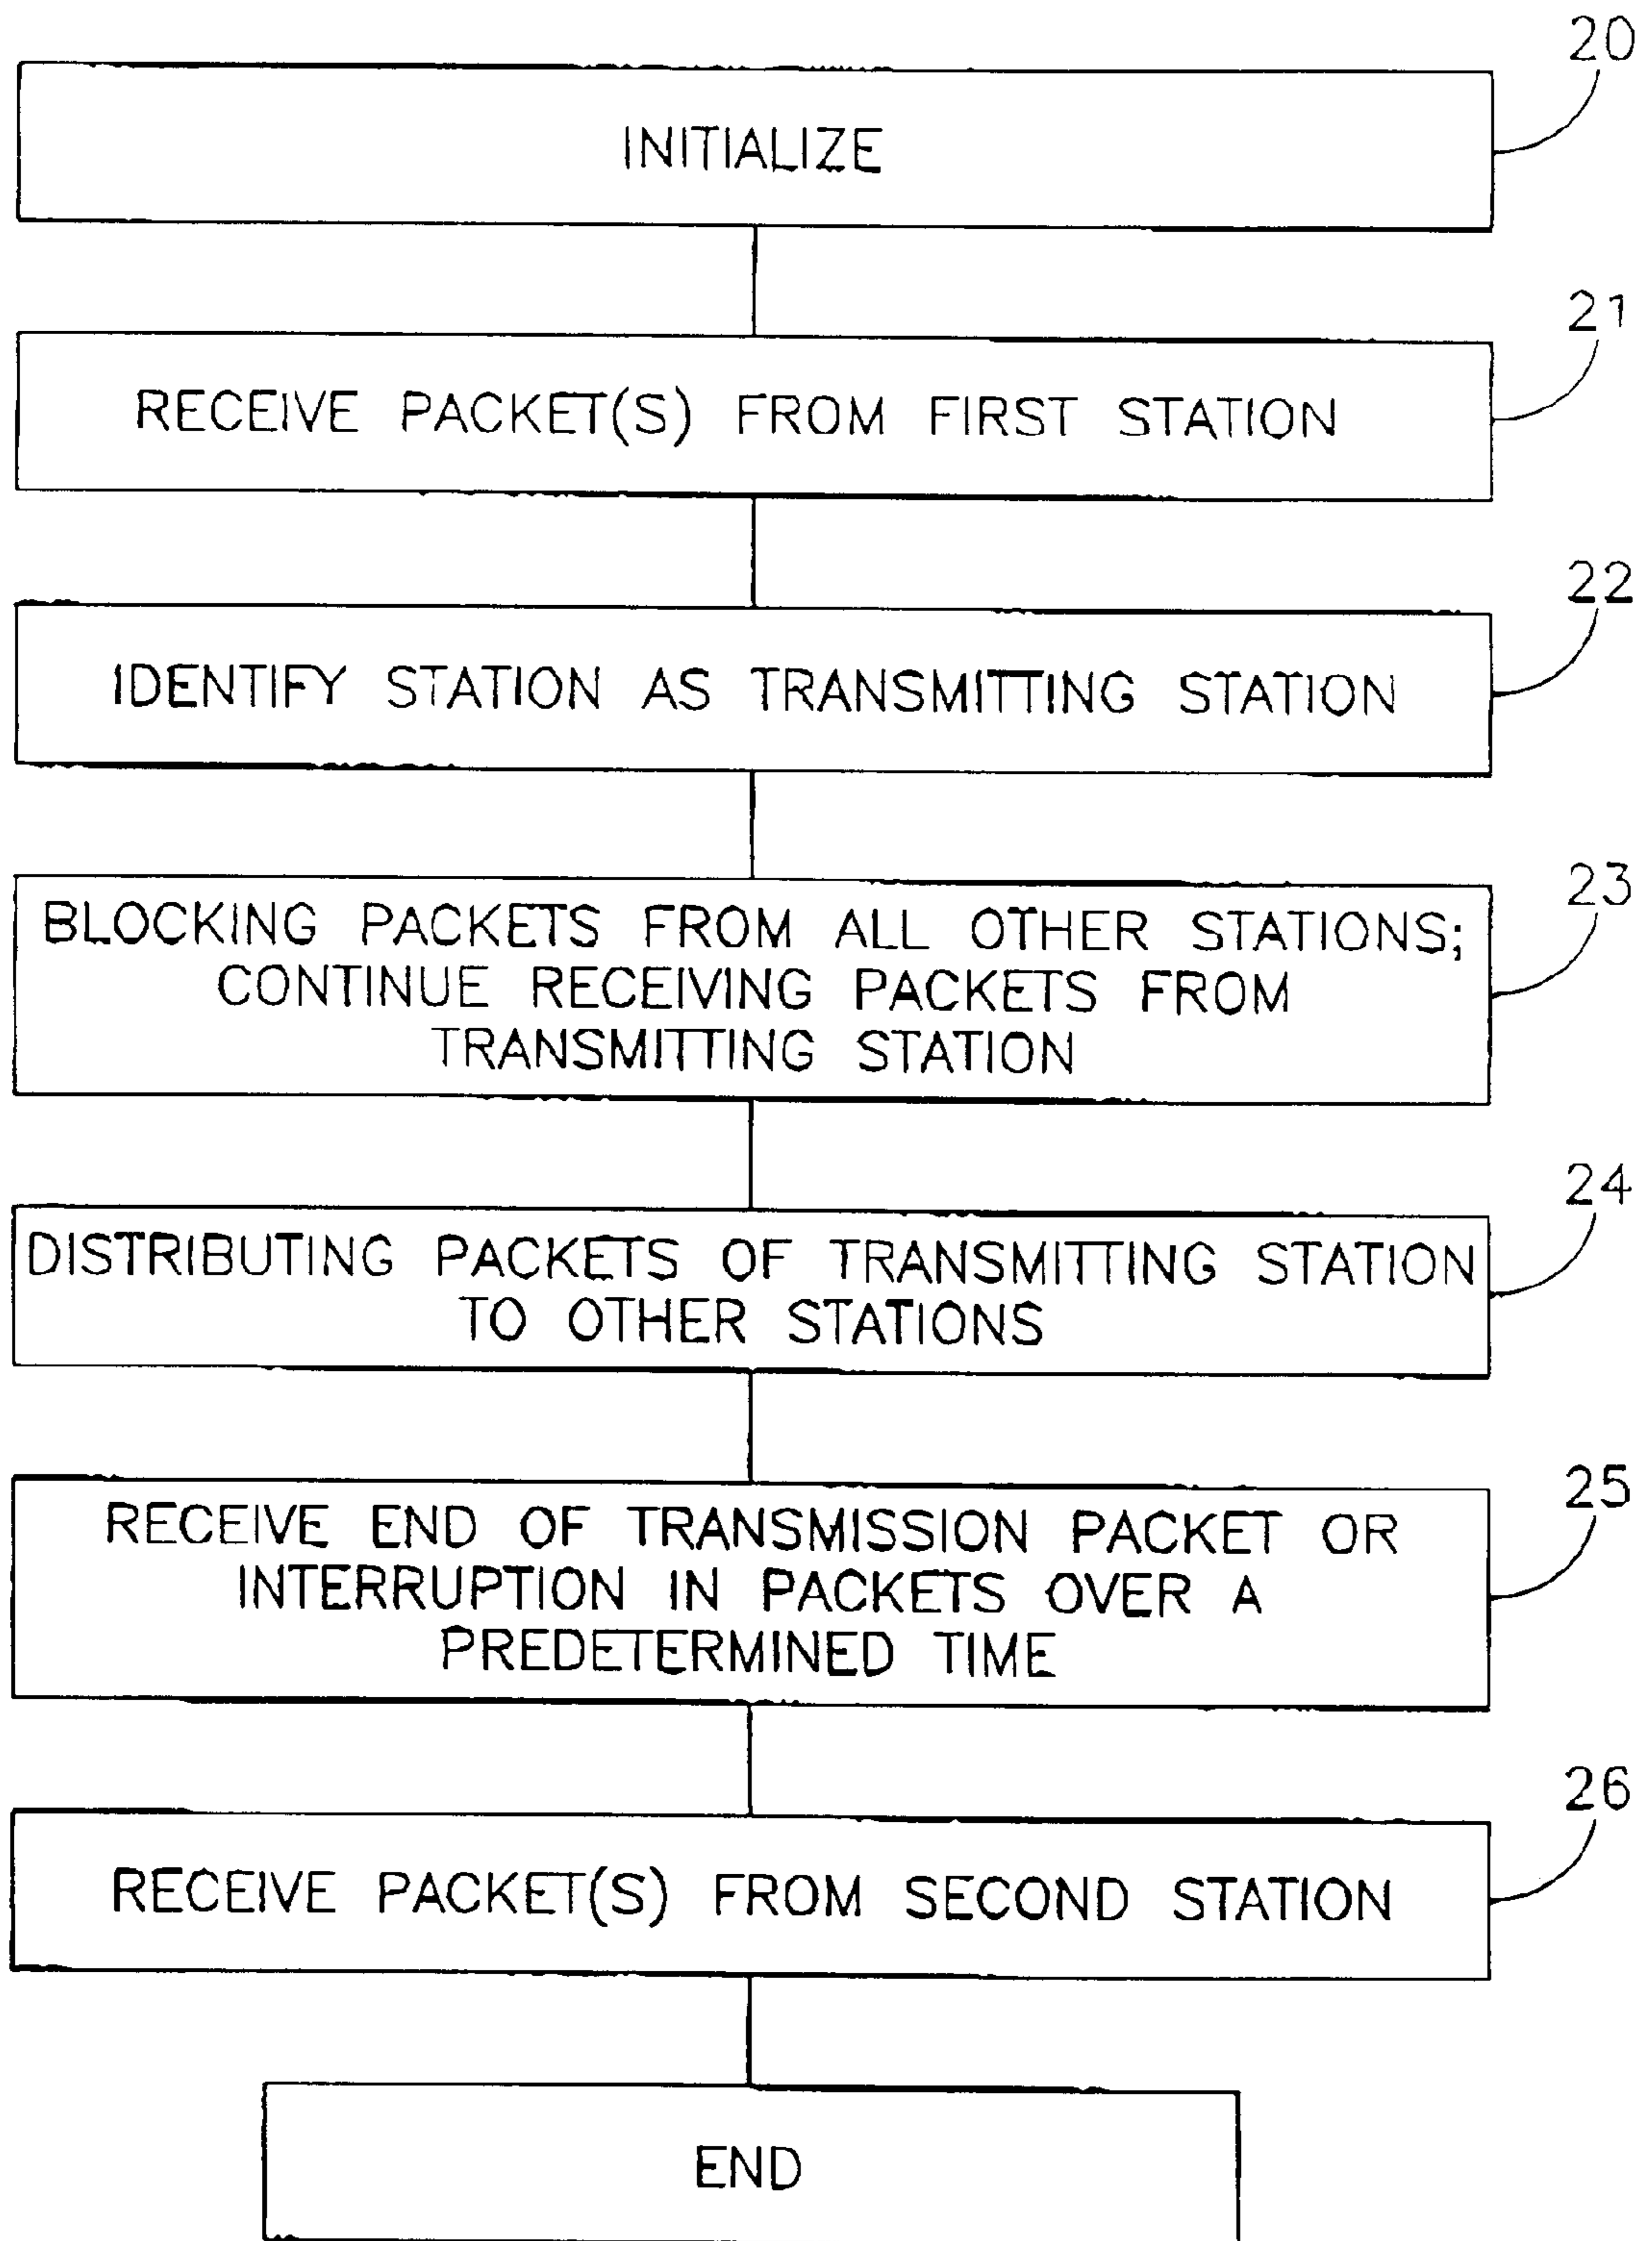 20
INITIALIZE
21
RECEIVE PACKET(S) FROM FIRST STATION
22
IDENTIFY STATION AS TRANSMITTING STATION
23
BLOCKING PACKETS FROM ALL OTHER STATIONS;
CONTINUE RECEIVING PACKETS FROM
TRANSMITTING STATION
24
DISTRIBUTING PACKETS OF TRANSMITTING STATION
TO OTHER STATIONS
25
RECEIVE END OF TRANSMISSION PACKET OR
INTERRUPTION IN PACKETS OVER A
PREDETERMINED TIME
26
RECEIVE PACKET(S) FROM SECOND STATION
END